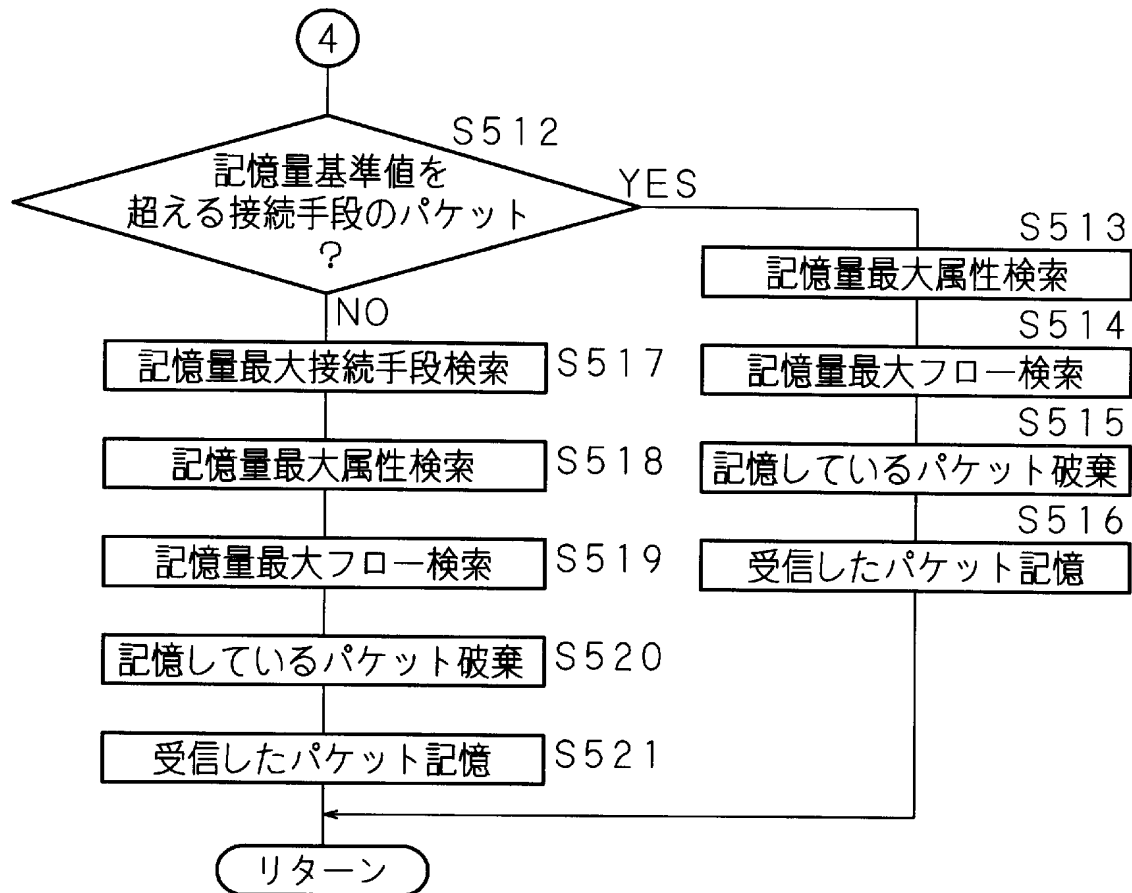 4
S512
記憶量基準値を
超える接続手段のパケット
?
YES
NO
S513
記憶量最大属性検索
S514
記憶量最大フロー検索
S515
記憶しているパケット破棄
S516
受信したパケット記憶
記憶量最大接続手段検索 S517
記憶量最大属性検索 S518
記憶量最大フロー検索 S519
記憶しているパケット破棄 S520
受信したパケット記憶 S521
リターン